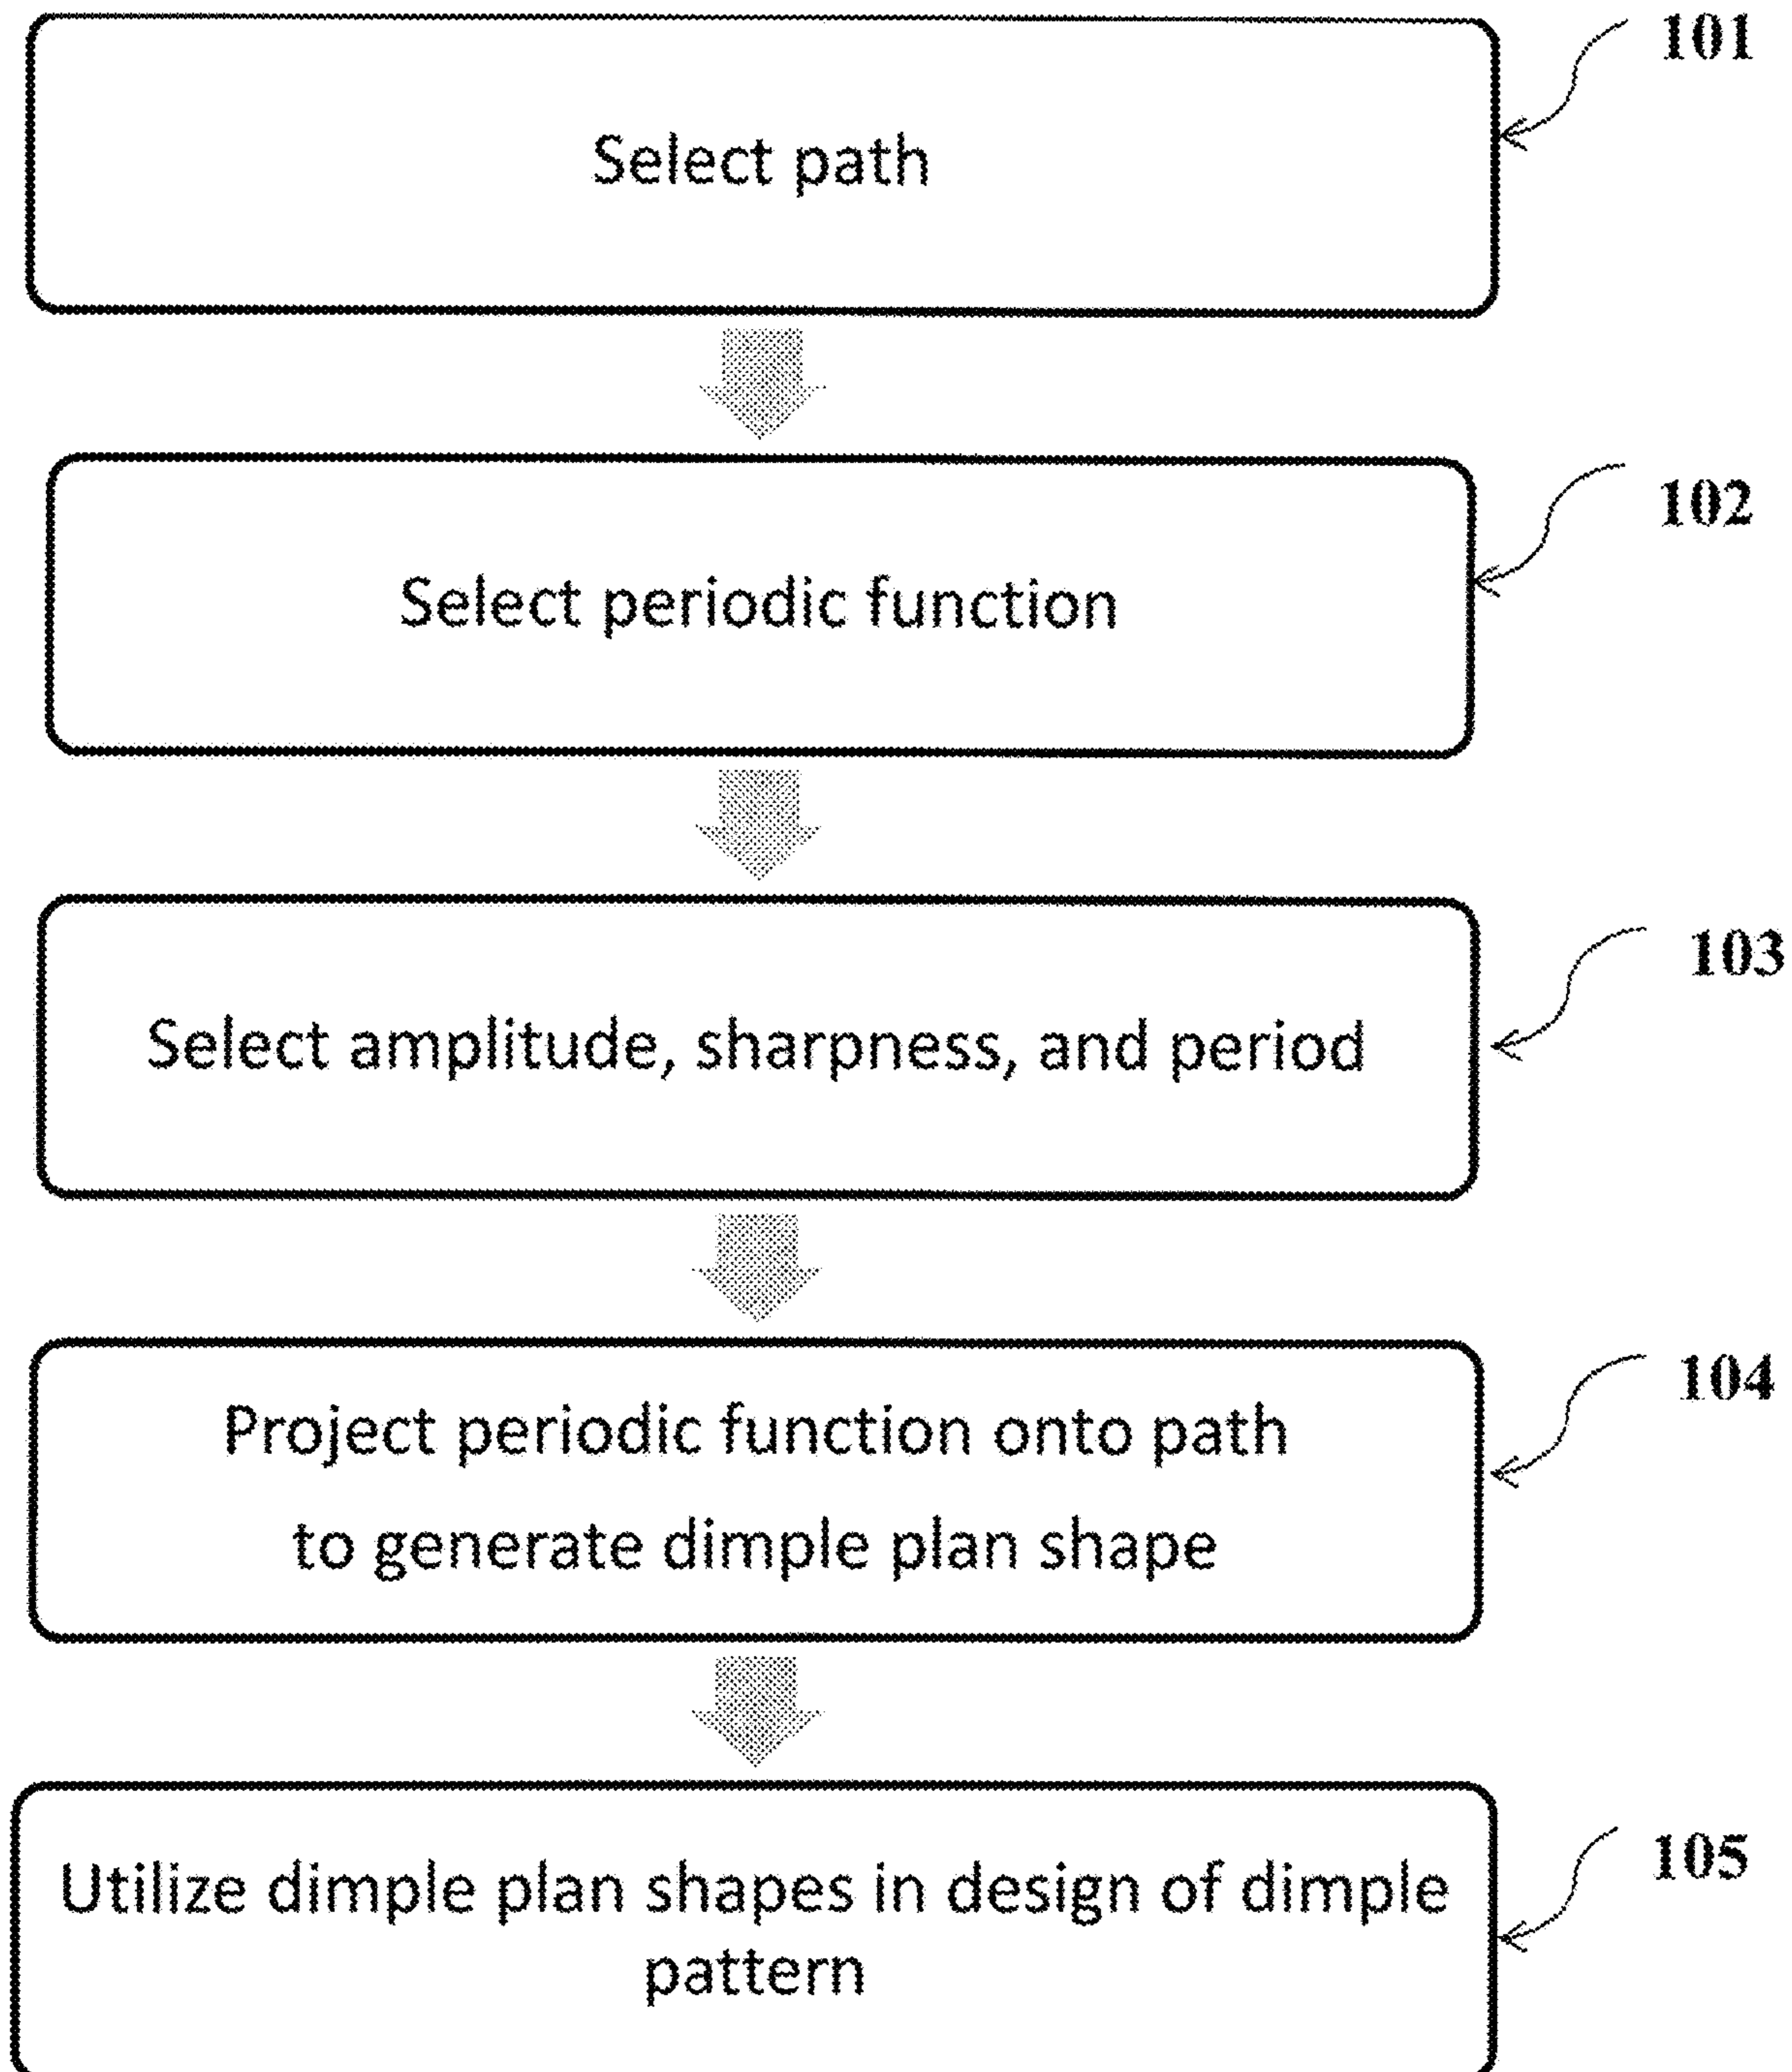 101
Select path
102
Select periodic function
103
Select amplitude, sharpness, and period
104
Project periodic function onto path
to generate dimple plan shape
105
Utilize dimple plan shapes in design of dimple
pattern